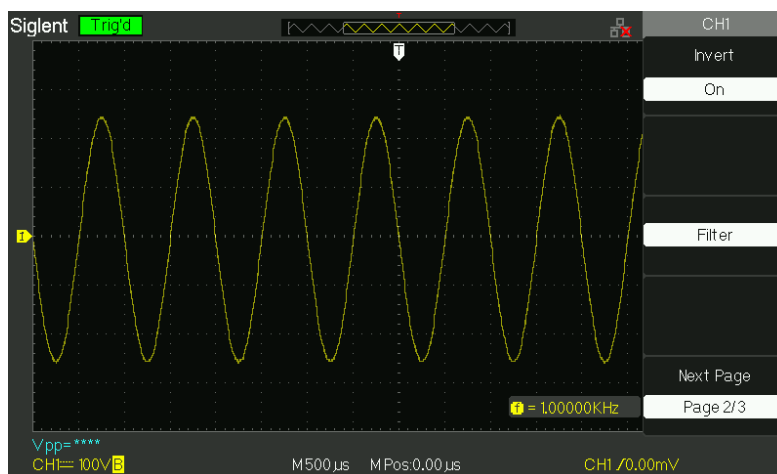 Siglent Trig'd CH1
T
Invert
On
Filter
Next Page
Page 2/3
f = 1.00000KHz
Vpp=****
CH1 100V B M 500µs M Pos:0.00µs CH1 /0.00mV